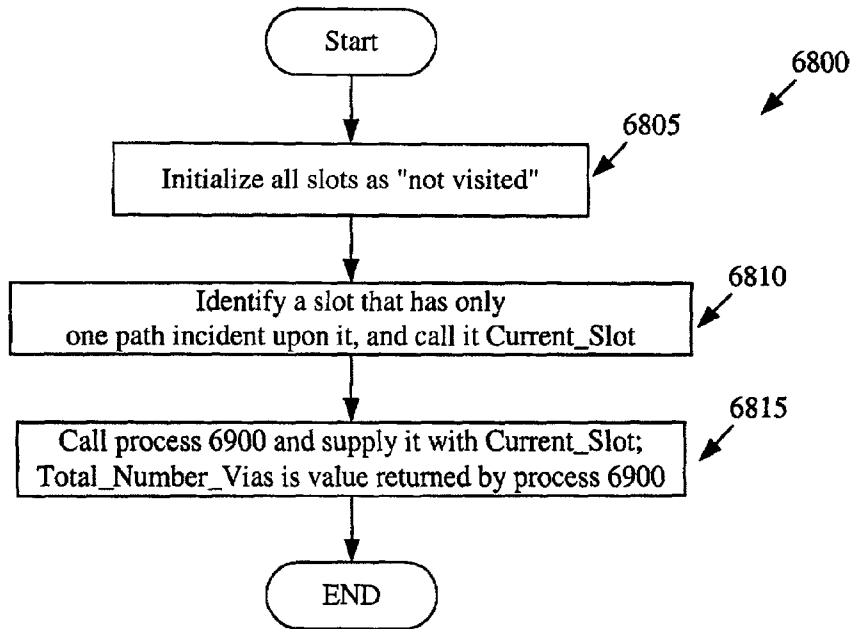 Start
6800
6805
Initialize all slots as "not visited"
6810
Identify a slot that has only
one path incident upon it, and call it Current_Slot
6815
Call process 6900 and supply it with Current_Slot;
Total_Number_Vias is value returned by process 6900
END